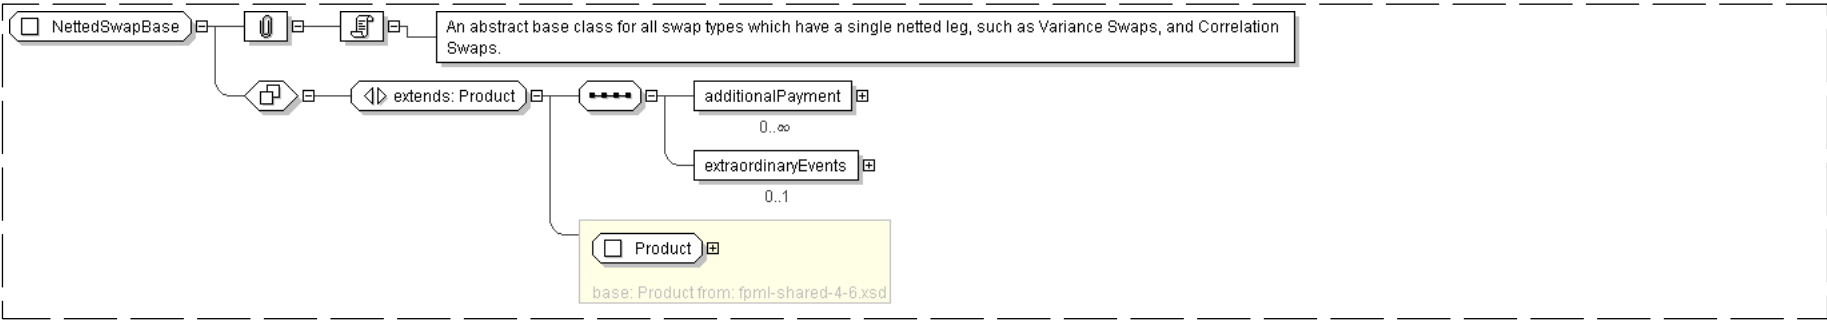 NettedSwapBase
An abstract base class for all swap types which have a single netted leg, such as Variance Swaps, and Correlation
Swaps.
extends: Product
additionalPayment
0..∞
extraordinaryEvents
0..1
Product
base: Product from: fpml-shared-4-6.xsd